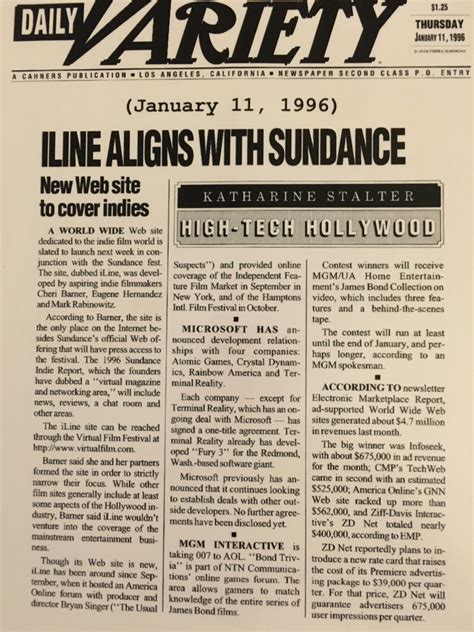 DAILY
VARIETY
$1.25
THURSDAY
JANUARY 11, 1996
A CAHNERS PUBLICATION • LOS ANGELES, CALIFORNIA • NEWSPAPER SECOND CLASS P.O. ENTRY
(January 11, 1996)
ILINE ALIGNS WITH SUNDANCE
New Web site
to cover indies
A WORLD WIDE Web site
dedicated to the indie film world is
slated to launch next week in con-
junction with the Sundance fest.
The site, dubbed iLine, was devel-
oped by aspiring indie filmmakers
Cheri Barner, Eugene Hernandez
and Mark Rabinowitz.
According to Barner, the site is
the only place on the Internet be-
sides Sundance's official Web of-
fering that will have press access to
the festival. The 1996 Sundance
Indie Report, which the founders
have dubbed a "virtual magazine
and networking area," will include
news, reviews, a chat room and
other areas.
The iLine site can be reached
through the Virtual Film Festival at
http://www.virtualfilm.com.
Barner said she and her partners
formed the site in order to strictly
narrow their focus. While other
film sites generally include at least
some aspects of the Hollywood in-
dustry, Barner said iLine wouldn't
venture into the coverage of the
mainstream entertainment busi-
ness.
Though its Web site is new,
iLine has been around since Sep-
tember, when it hosted an America
Online forum with producer and di-
rector Bryan Singer ("The Usual
KATHARINE STALTER
HIGH-TECH HOLLYWOOD
Suspects") and provided online
coverage of the Independent Fea-
ture Film Market in September in
New York, and of the Hamptons
Intl. Film Festival in October.
MICROSOFT HAS an-
nounced development relation-
ships with four companies:
Atomic Games, Crystal Dynam-
ics, Rainbow America and Ter-
minal Reality.
Each company — except for
Terminal Reality, which has an on-
going deal with Microsoft — has
signed a one-title agreement. Ter-
minal Reality already has devel-
oped "Fury 3" for the Redmond,
Wash.-based software giant.
Microsoft previously has an-
nounced that it continues looking
to establish deals with other out-
side developers. No further agree-
ments have been disclosed yet.
MGM INTERACTIVE is
taking 007 to AOL. "Bond Triv-
ia" is part of NTN Communica-
tions' online games forum. The
area allows gamers to match
knowledge of the entire series of
James Bond films.
Contest winners will receive
MGM/UA Home Entertain-
ment's James Bond Collection on
video, which includes three fea-
tures and a behind-the-scenes
tape.
The contest will run at least
until the end of January, and per-
haps longer, according to an
MGM spokesman.
ACCORDING TO newsletter
Electronic Marketplace Report,
ad-supported World Wide Web
sites generated about $4.7 million
in revenues last month.
The big winner was Infoseek,
with about $675,000 in ad revenue
for the month; CMP's TechWeb
came in second with an estimated
$525,000; America Online's GNN
Web site racked up more than
$562,000, and Ziff-Davis Interac-
tive's ZD Net totaled nearly
$400,000, according to EMP.
ZD Net reportedly plans to in-
troduce a new rate card that raises
the cost of its Premiere advertis-
ing package to $39,000 per quar-
ter. For that price, ZD Net will
guarantee advertisers 675,000
user impressions per quarter.